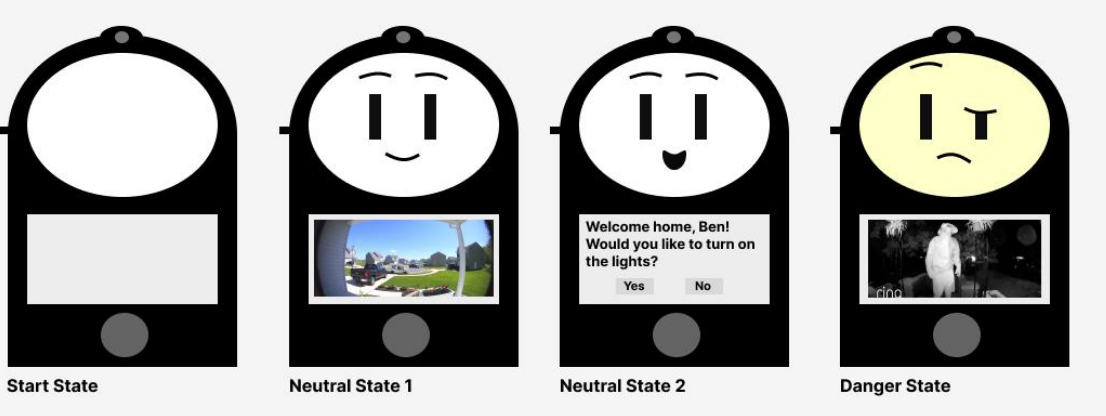 Welcome home, Ben!
Would you like to turn on
the lights?
Yes No
ring
Start State
Neutral State 1
Neutral State 2
Danger State